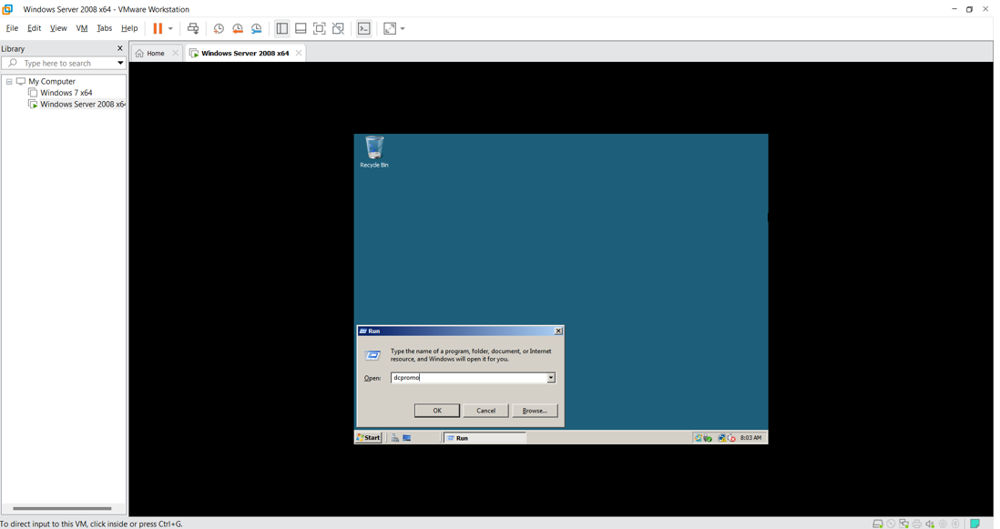 Windows Server 2008 x64 - VMware Workstation
File Edit View VM Tabs Help
Library X
Type here to search
Home
Windows Server 2008 x64
My Computer
Windows 7 x64
Windows Server 2008 x64
Recycle Bin
Run
Type the name of a program, folder, document, or Internet
resource, and Windows will open it for you.
Open: dcpromo
OK Cancel Browse...
Start Run 8:03 AM
To direct input to this VM, click inside or press Ctrl+G.